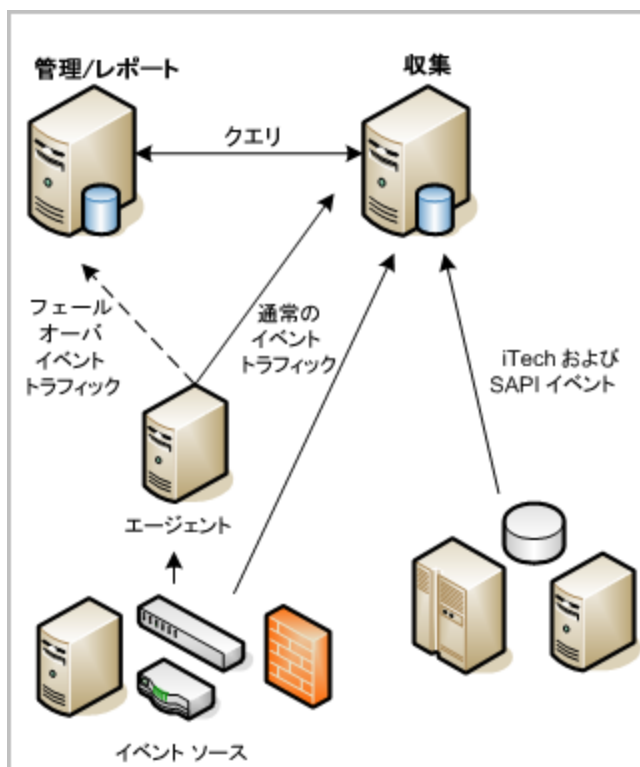 管理/レポート
収集
クエリ
フェール
オーバ
イベント
トラフィック
通常の
イベント
トラフィック
iTech および
SAPI イベント
エージェント
イベント ソース